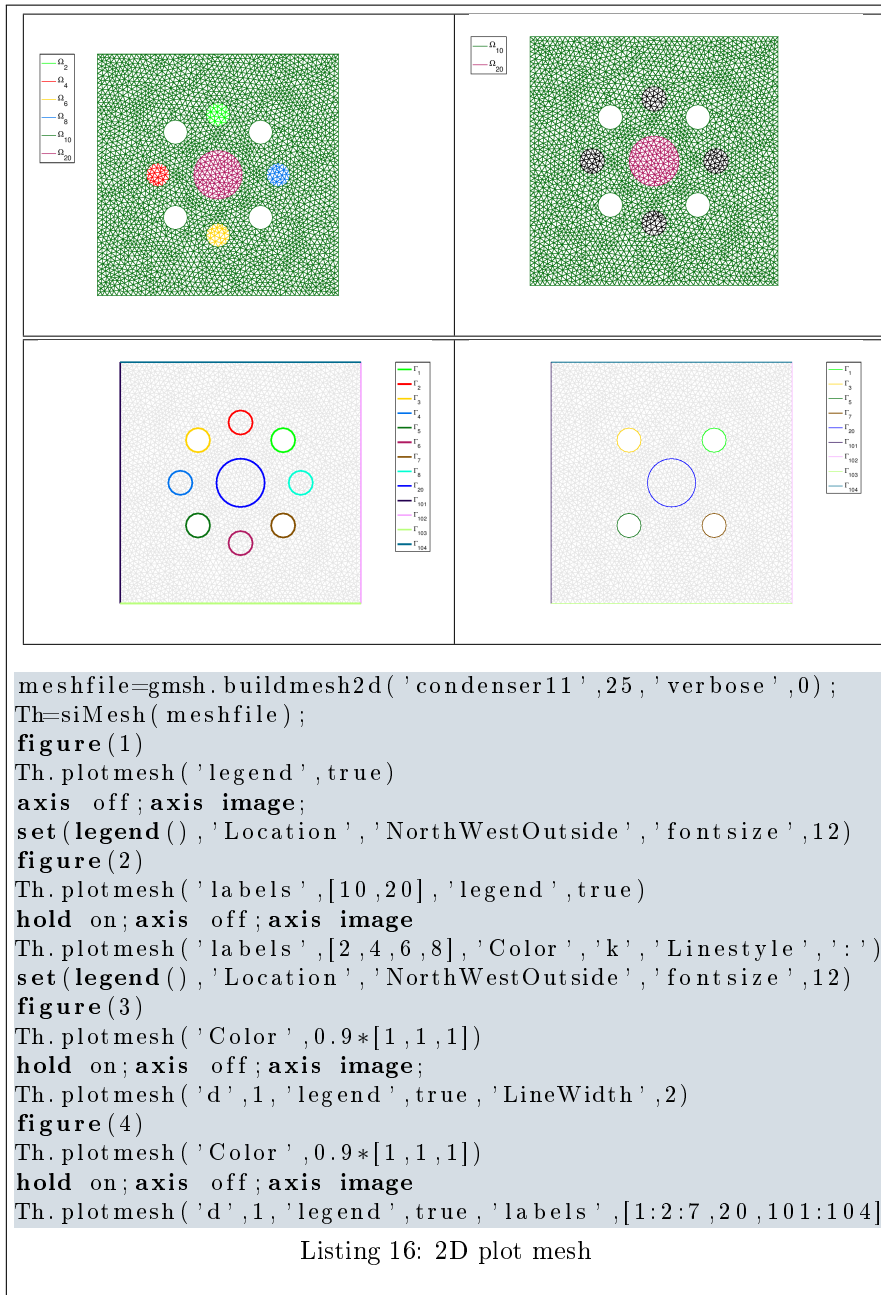 Ω2
Ω4
Ω6
Ω8
Ω10
Ω20
Ω10
Ω20
Γ1
Γ2
Γ3
Γ4
Γ5
Γ6
Γ7
Γ8
Γ20
Γ101
Γ102
Γ103
Γ104
Γ1
Γ3
Γ5
Γ7
Γ20
Γ101
Γ102
Γ103
Γ104
meshfile=gmsh.buildmesh2d('condenser11',25,'verbose',0);
Th=siMesh(meshfile);
figure(1)
Th.plotmesh('legend',true)
axis off;axis image;
set(legend(),'Location','NorthWestOutside','fontsize',12)
figure(2)
Th.plotmesh('labels',[10,20],'legend',true)
hold on;axis off;axis image
Th.plotmesh('labels',[2,4,6,8],'Color','k','Linestyle',':')
set(legend(),'Location','NorthWestOutside','fontsize',12)
figure(3)
Th.plotmesh('Color',0.9*[1,1,1])
hold on;axis off;axis image;
Th.plotmesh('d',1,'legend',true,'LineWidth',2)
figure(4)
Th.plotmesh('Color',0.9*[1,1,1])
hold on;axis off;axis image
Th.plotmesh('d',1,'legend',true,'labels',[1:2:7,20,101:104]
Listing 16: 2D plot mesh